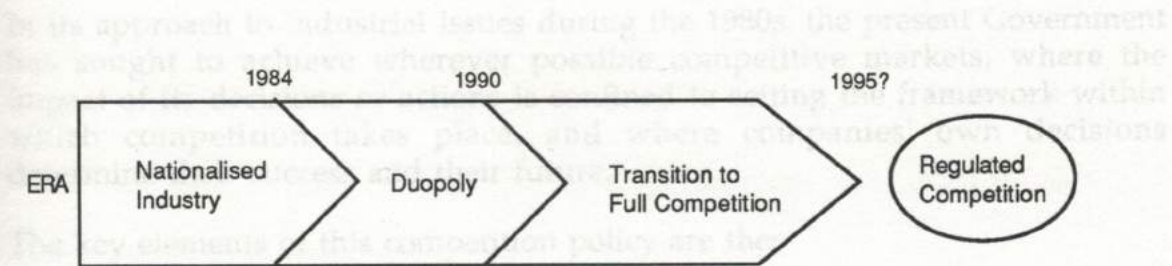 In its approach to industrial issues during the 1980s, the present Government
has sought to achieve wherever possible competitive markets, where the
impact of its decisions or actions is confined to setting the framework within
which competition takes place, and where companies' own decisions
determine their success and their future.
1984 1990 1995?
ERA Nationalised Industry Duopoly Transition to Full Competition Regulated Competition
The key elements of this competition policy are